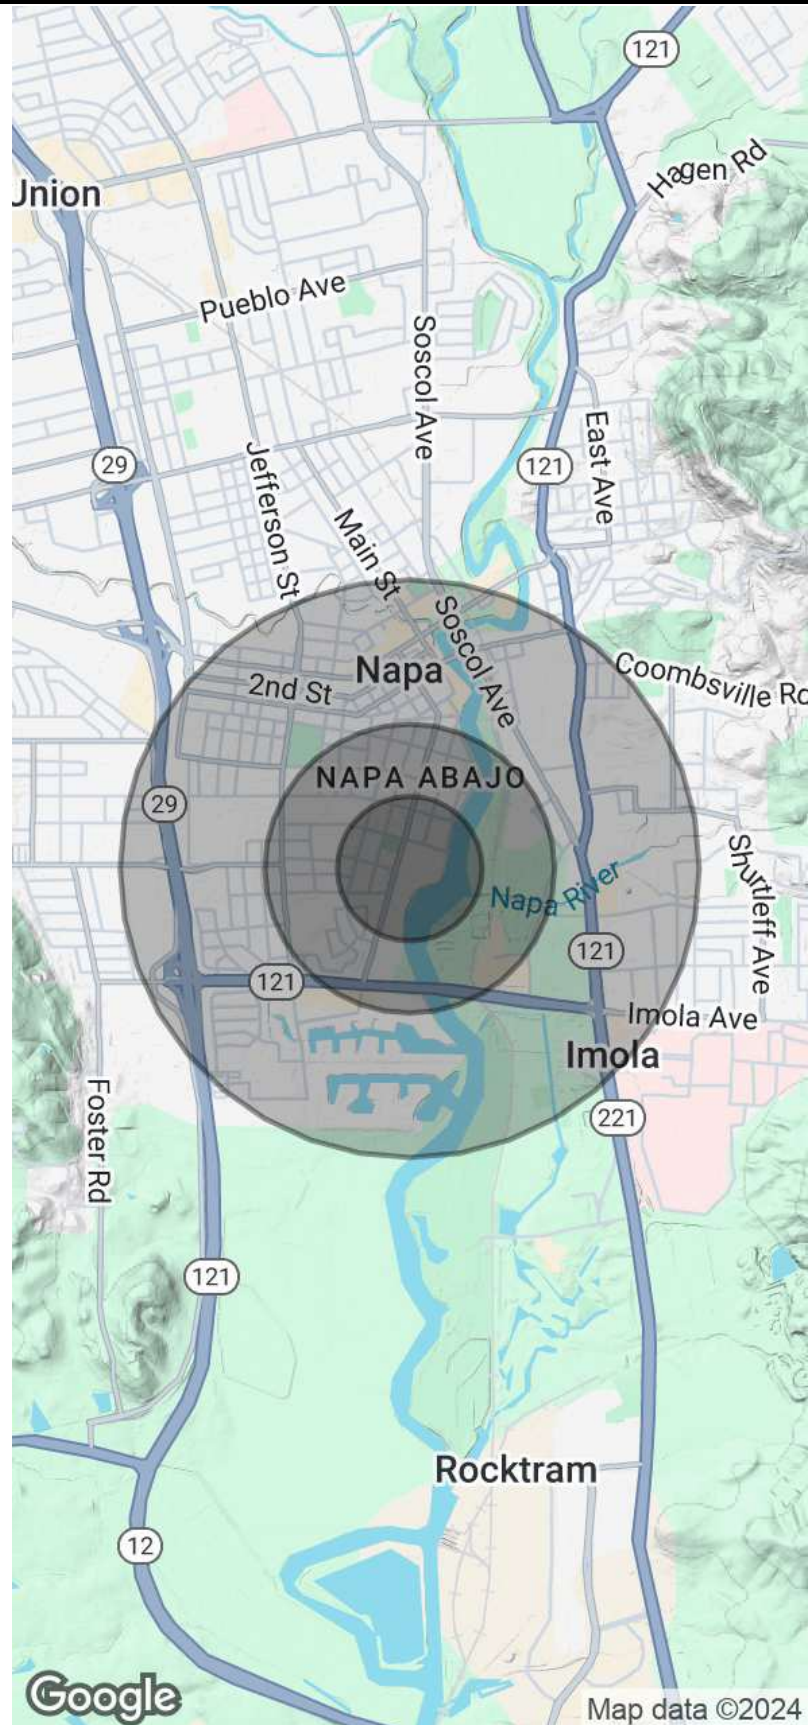 121
Hagen Rd
Union
Pueblo Ave
Soscol Ave
East Ave
29
121
Jefferson St
Main St
Soscol Ave
Coombsville Rd
Napa
2nd St
NAPA ABAJO
29
Shurtleff Ave
Napa River
121
121
Imola Ave
Imola
Foster Rd
221
121
Rocktram
12
Google
Map data ©2024